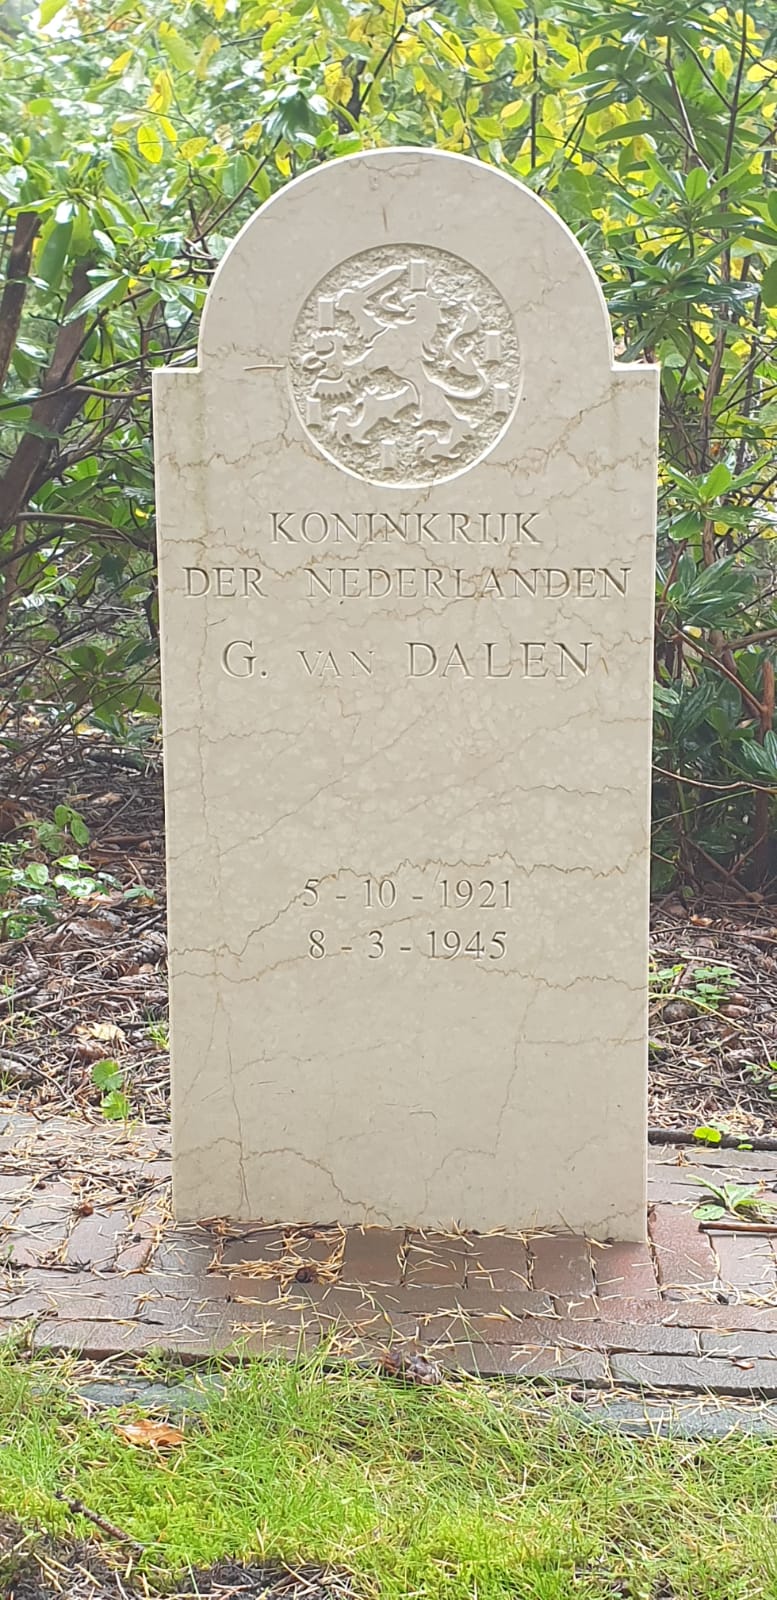 KONINKRIJK
DER NEDERLANDEN
G. VAN DALEN
5 - 10 - 1921
8 - 3 - 1945